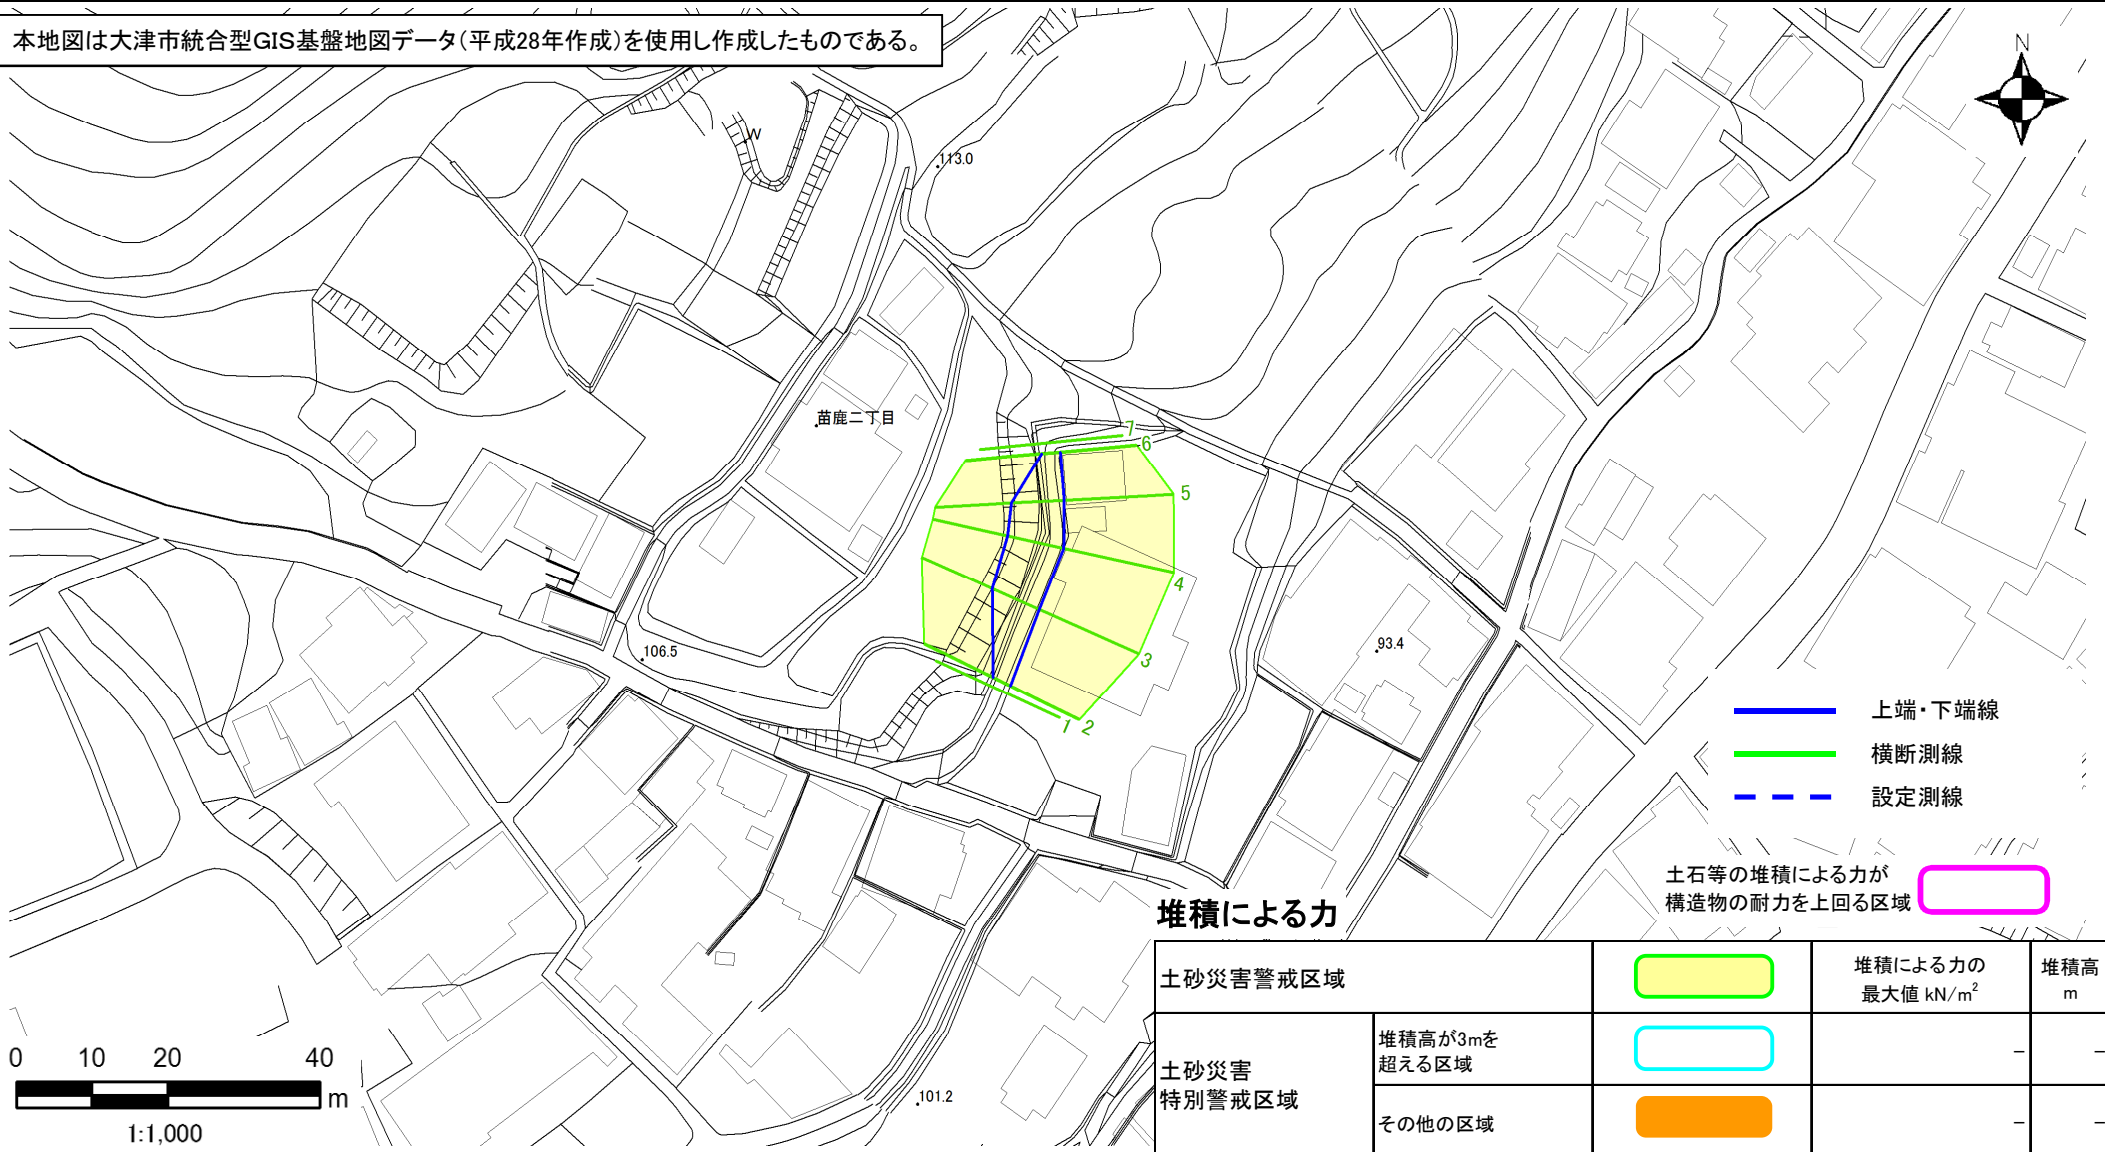 本地図は大津市統合型GIS基盤地図データ(平成28年作成)を使用し作成したものである。
N
W
113.0
苗鹿二丁目
7
6
5
4
3
1 2
106.5
93.4
上端・下端線
横断測線
設定測線
土石等の堆積による力が
構造物の耐力を上回る区域
堆積による力
土砂災害警戒区域
堆積による力の
最大値 kN/m²
堆積高
m
土砂災害
特別警戒区域
堆積高が3mを
超える区域
– –
その他の区域
– –
0 10 20 40
m
1:1,000
101.2